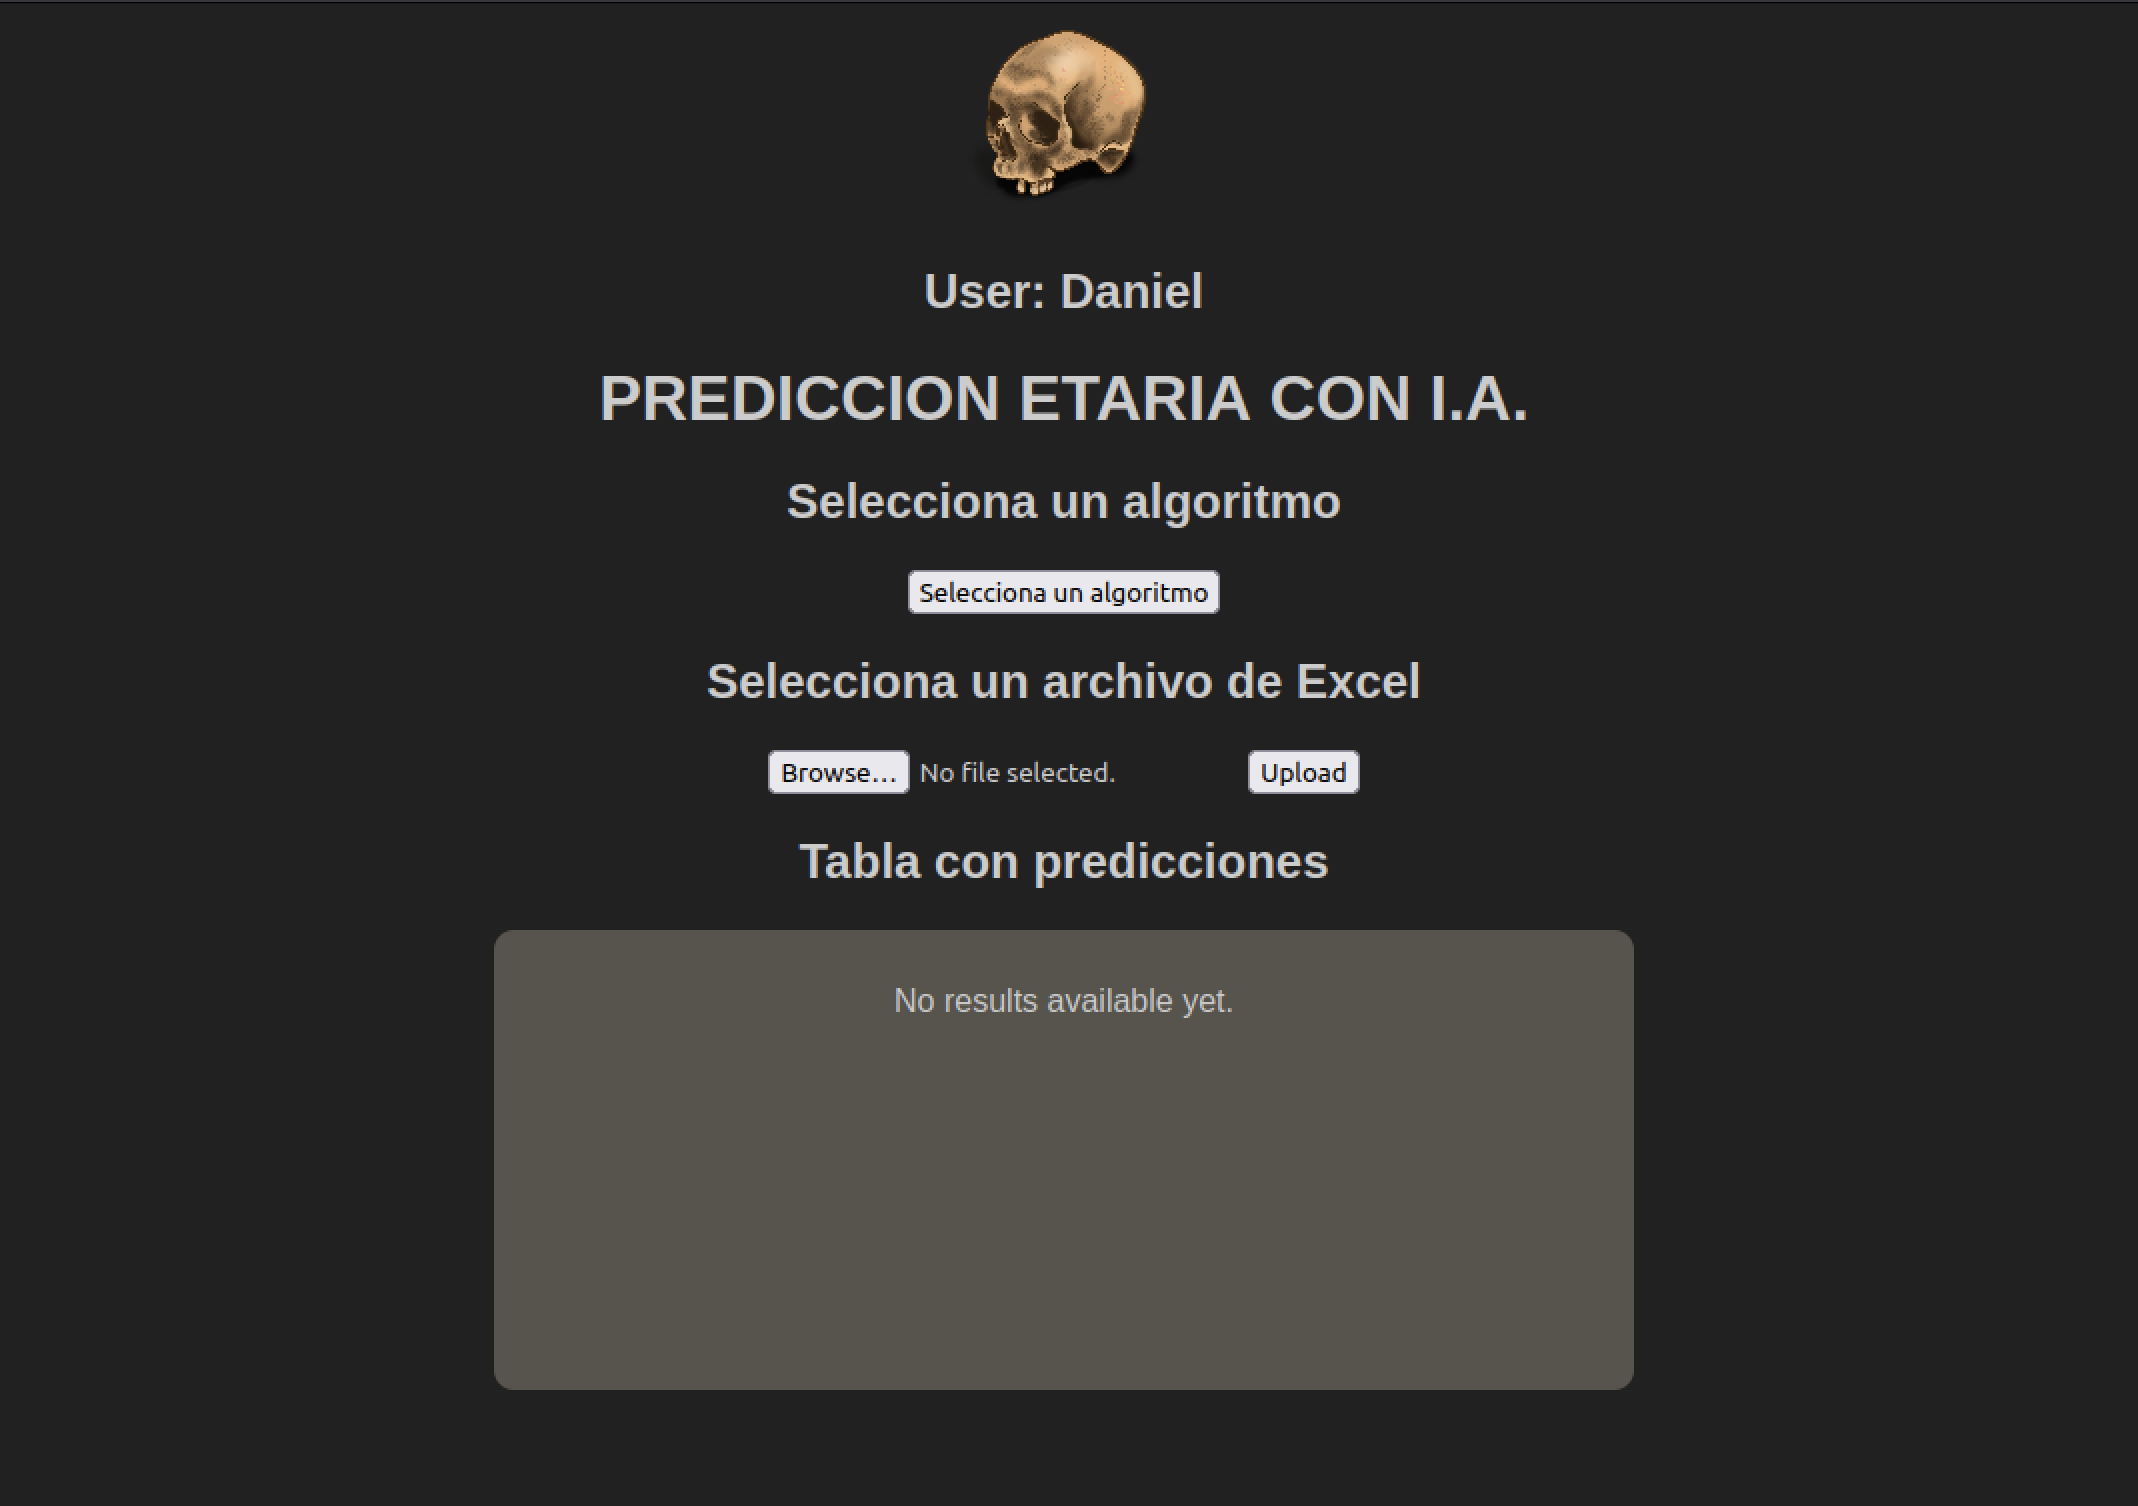 User: Daniel
PREDICCION ETARIA CON I.A.
Selecciona un algoritmo
Selecciona un algoritmo
Selecciona un archivo de Excel
Browse... No file selected. Upload
Tabla con predicciones
No results available yet.